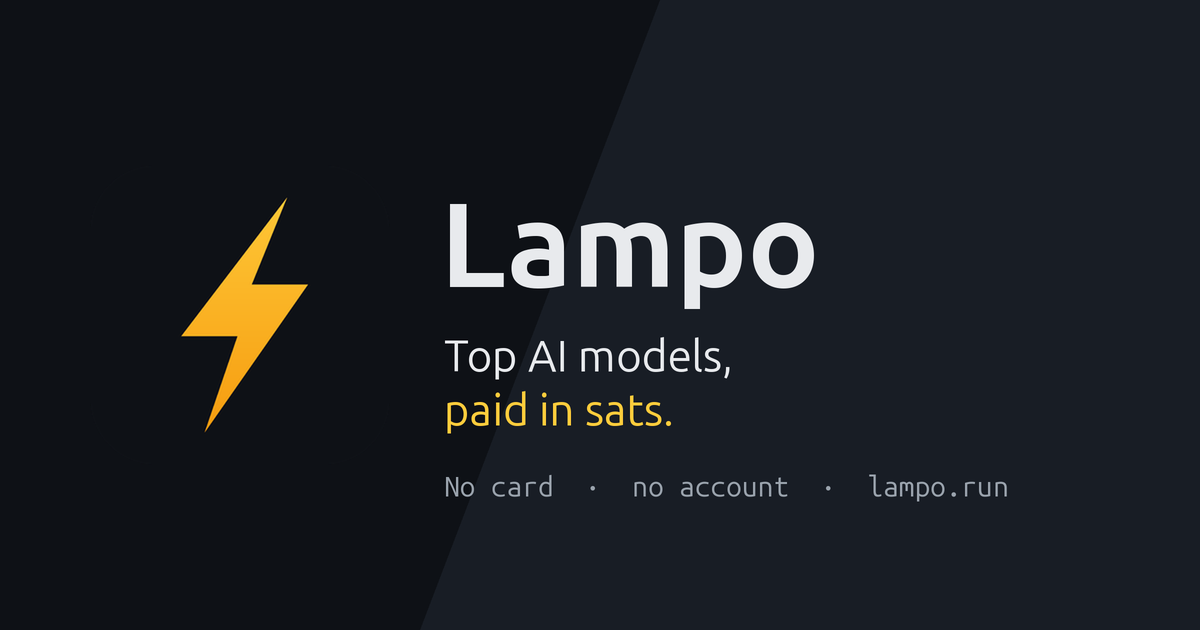 Lampo
Top AI models,
paid in sats.
No card · no account · lampo.run